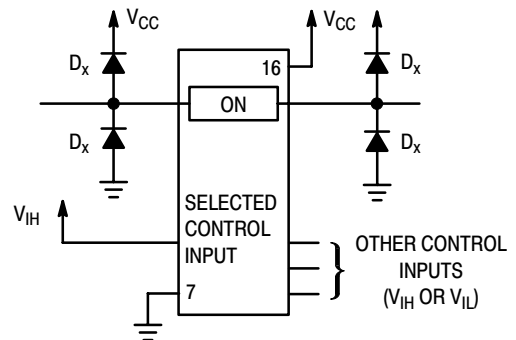 V_CC
V_CC
D_x
16
D_x
ON
D_x
D_x
V_IH
SELECTED
CONTROL
INPUT
OTHER CONTROL
INPUTS
(V_IH OR V_IL)
7